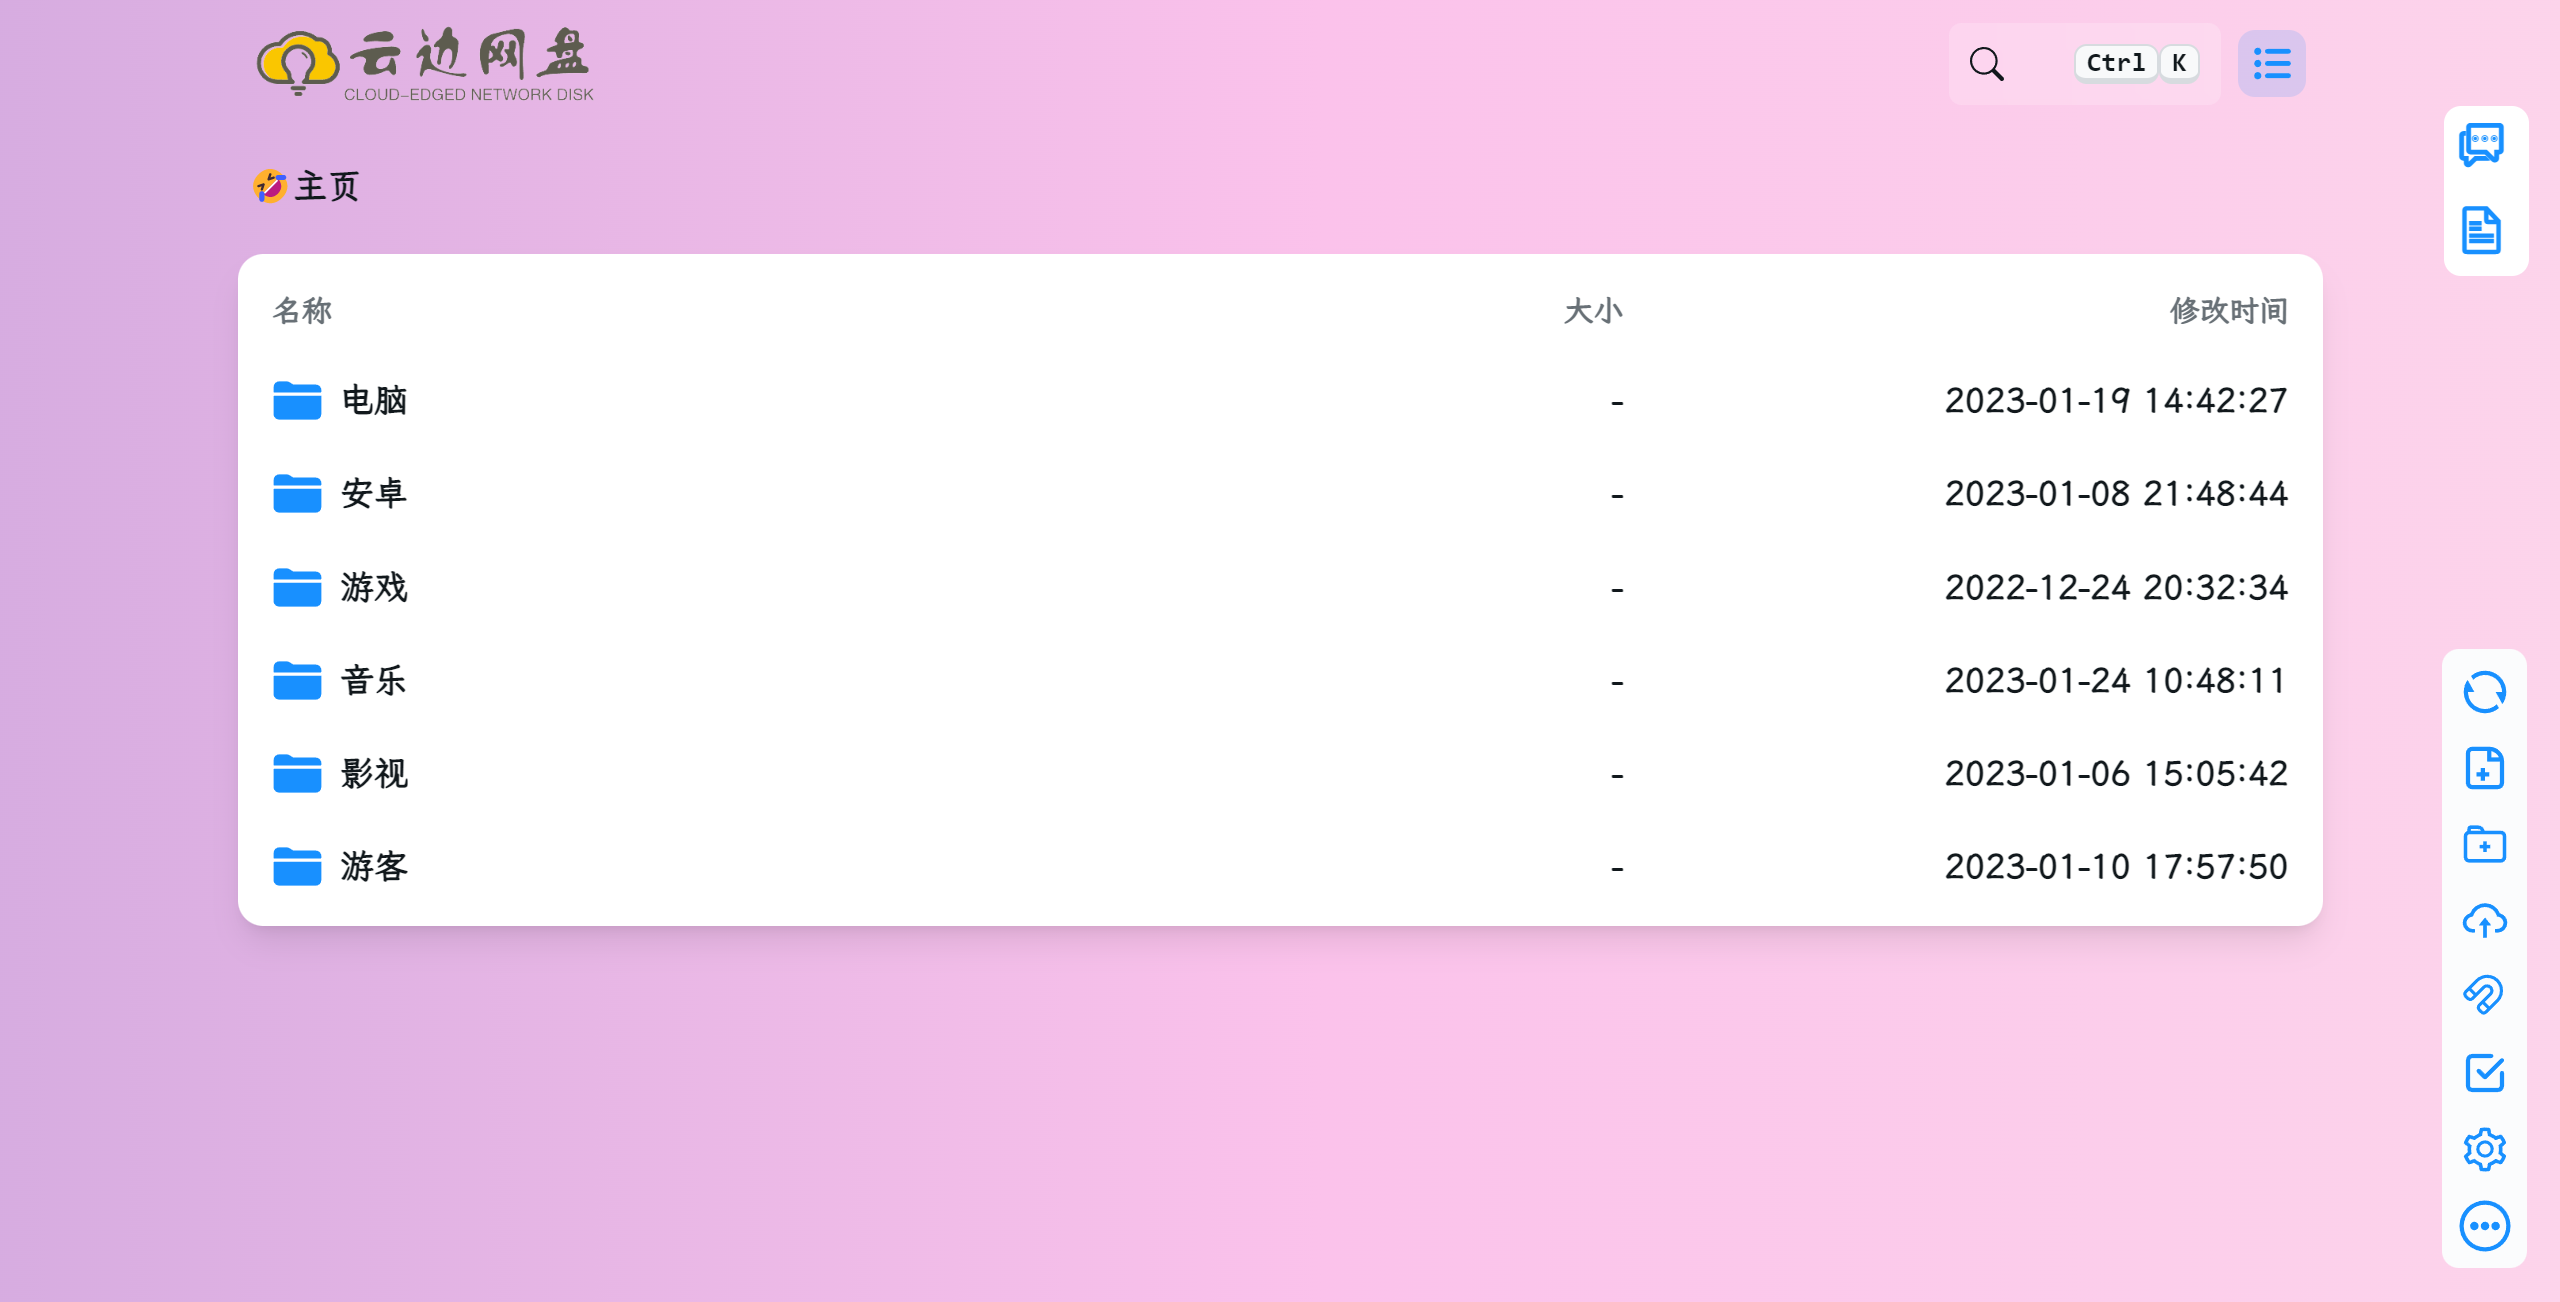 云边网盘
CLOUD-EDGED NETWORK DISK
Ctrl K
主页
名称 大小 修改时间
电脑 - 2023-01-19 14:42:27
安卓 - 2023-01-08 21:48:44
游戏 - 2022-12-24 20:32:34
音乐 - 2023-01-24 10:48:11
影视 - 2023-01-06 15:05:42
游客 - 2023-01-10 17:57:50